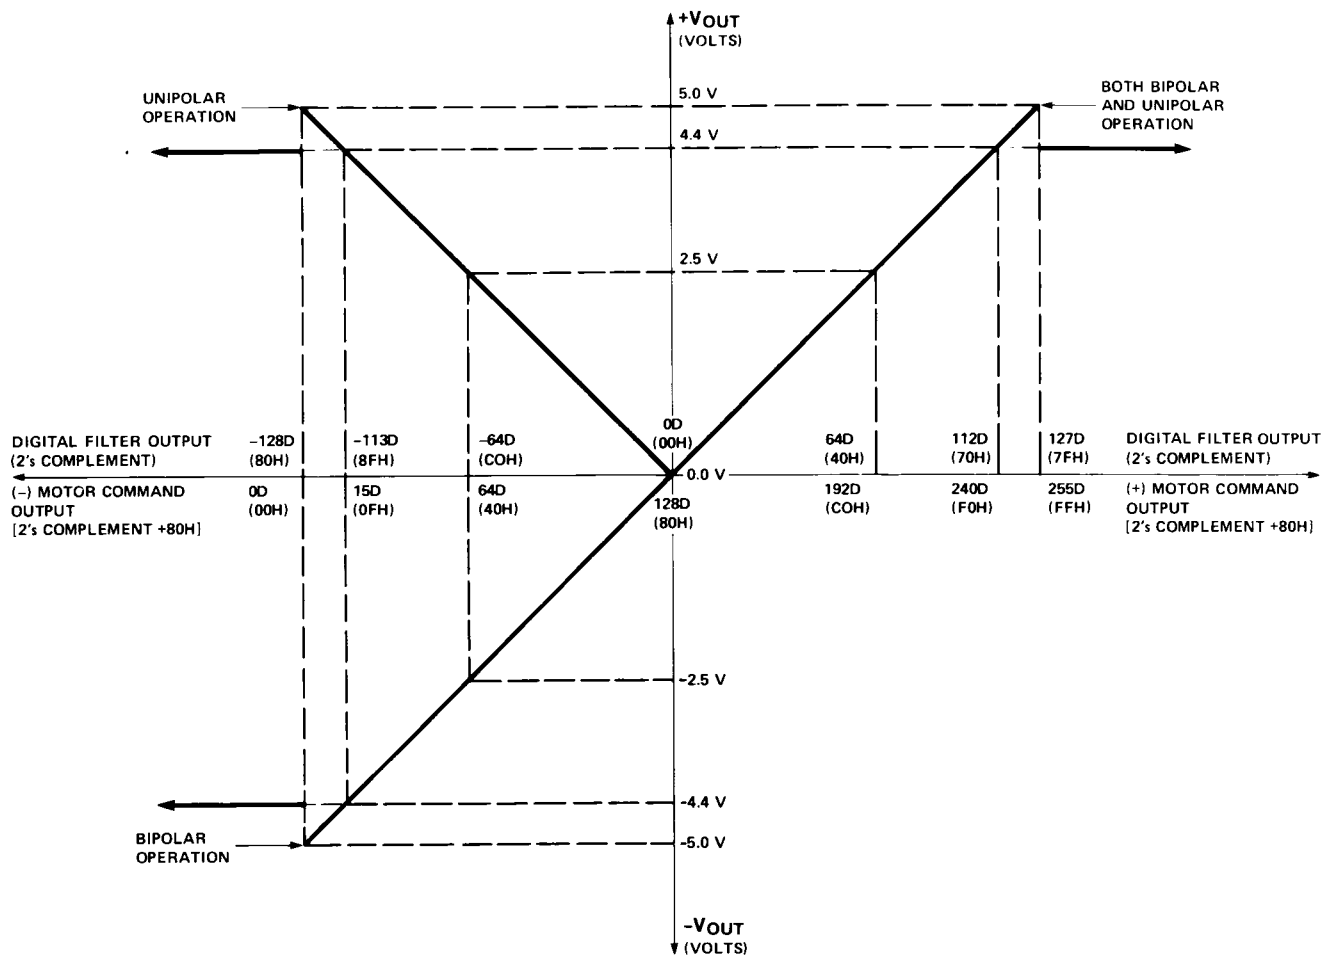 +VOUT
(VOLTS)
UNIPOLAR
OPERATION
5.0 V
BOTH BIPOLAR
AND UNIPOLAR
OPERATION
4.4 V
2.5 V
DIGITAL FILTER OUTPUT
(2's COMPLEMENT)
-128D
(80H)
-113D
(8FH)
-64D
(COH)
0D
(00H)
64D
(40H)
112D
(70H)
127D
(7FH)
DIGITAL FILTER OUTPUT
(2's COMPLEMENT)
0.0 V
(-) MOTOR COMMAND
OUTPUT
[2's COMPLEMENT +80H]
0D
(00H)
15D
(0FH)
64D
(40H)
128D
(80H)
192D
(COH)
240D
(F0H)
255D
(FFH)
(+) MOTOR COMMAND
OUTPUT
[2's COMPLEMENT +80H)
-2.5 V
-4.4 V
BIPOLAR
OPERATION
-5.0 V
-VOUT
(VOLTS)